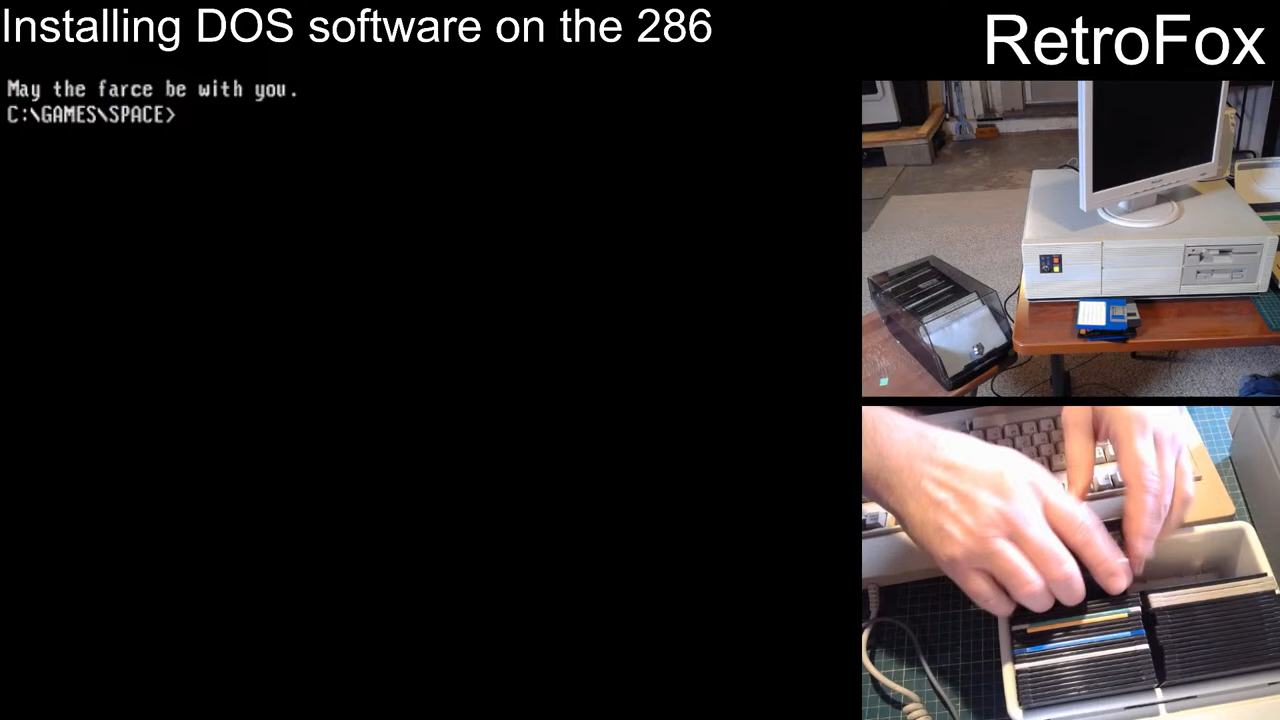 Installing DOS software on the 286
RetroFox
May the farce be with you.
C:\GAMES\SPACE>